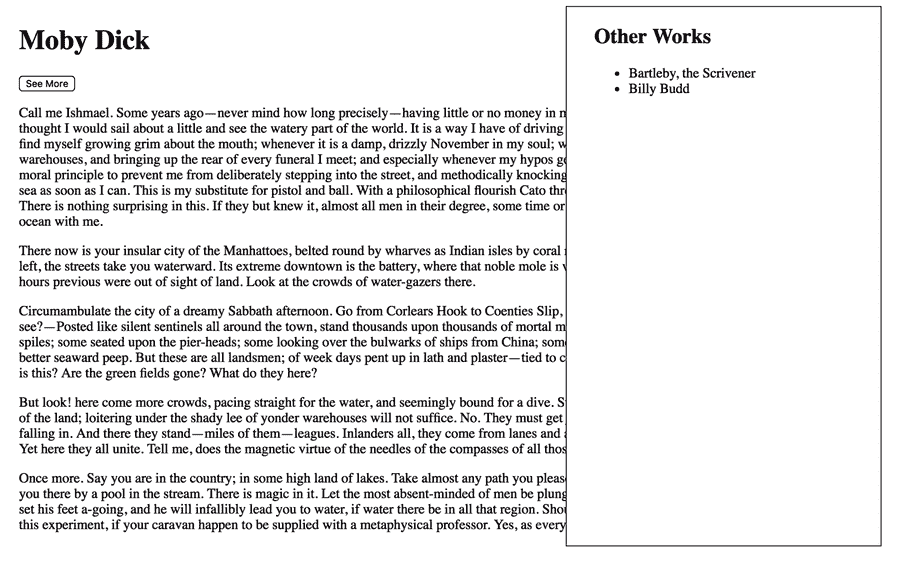 Moby Dick
See More
Call me Ishmael. Some years ago—never mind how long precisely—having little or no money in
thought I would sail about a little and see the watery part of the world. It is a way I have of driving
find myself growing grim about the mouth; whenever it is a damp, drizzly November in my soul;
warehouses, and bringing up the rear of every funeral I meet; and especially whenever my hypos
moral principle to prevent me from deliberately stepping into the street, and methodically knocking
sea as soon as I can. This is my substitute for pistol and ball. With a philosophical flourish Cato
There is nothing surprising in this. If they but knew it, almost all men in their degree, some time or
ocean with me.
There now is your insular city of the Manhattoes, belted round by wharves as Indian isles by coral
left, the streets take you waterward. Its extreme downtown is the battery, where that noble mole is
hours previous were out of sight of land. Look at the crowds of water-gazers there.
Circumambulate the city of a dreamy Sabbath afternoon. Go from Corlears Hook to Coenties Slip,
see?—Posted like silent sentinels all around the town, stand thousands upon thousands of mortal
spiles; some seated upon the pier-heads; some looking over the bulwarks of ships from China;
better seaward peep. But these are all landsmen; of week days pent up in lath and plaster—tied to
is this? Are the green fields gone? What do they here?
But look! here come more crowds, pacing straight for the water, and seemingly bound for a dive.
of the land; loitering under the shady lee of yonder warehouses will not suffice. No. They must get
falling in. And there they stand—miles of them—leagues. Inlanders all, they come from lanes and
Yet here they all unite. Tell me, does the magnetic virtue of the needles of the compasses of all
Once more. Say you are in the country; in some high land of lakes. Take almost any path you
you there by a pool in the stream. There is magic in it. Let the most absent-minded of men be
set his feet a-going, and he will infallibly lead you to water, if water there be in all that region.
this experiment, if your caravan happen to be supplied with a metaphysical professor. Yes, as every
Other Works
• Bartleby, the Scrivener
• Billy Budd